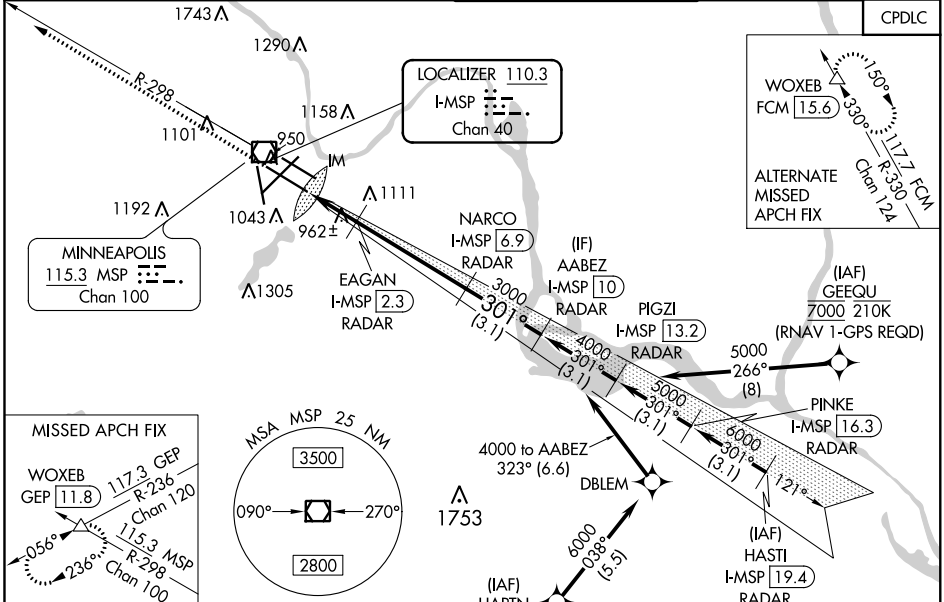 1743
CPDLC
1290
R-298
LOCALIZER 110.3
I-MSP
Chan 40
1158
1101
950
IM
WOXEB
FCM 15.6
150°
330°
117.7 FCM
R-330
Chan 124
ALTERNATE
MISSED
APCH FIX
1192
1043
1111
962±
MINNEAPOLIS
115.3 MSP
Chan 100
1305
EAGAN
I-MSP 2.3
RADAR
NARCO
I-MSP 6.9
RADAR
(IF)
AABEZ
I-MSP 10
RADAR
PIGZI
I-MSP 13.2
RADAR
(IAF)
GEEQU
7000 210K
(RNAV 1-GPS REQD)
3000
301°
(3.1)
4000
301°
(3.1)
5000
266°
(8)
5000
301°
(3.1)
PINKE
I-MSP 16.3
RADAR
6000
301°
(3.1)
121°
4000 to AABEZ
323° (6.6)
DBLEM
(IAF)
HASTI
I-MSP 19.4
RADAR
6000
038°
(5.5)
(IAF)
MISSED APCH FIX
WOXEB
GEP 11.8
117.3 GEP
R-236
Chan 120
056°
236°
115.3 MSP
R-298
Chan 100
MSA MSP 25 NM
3500
090°
270°
2800
1753